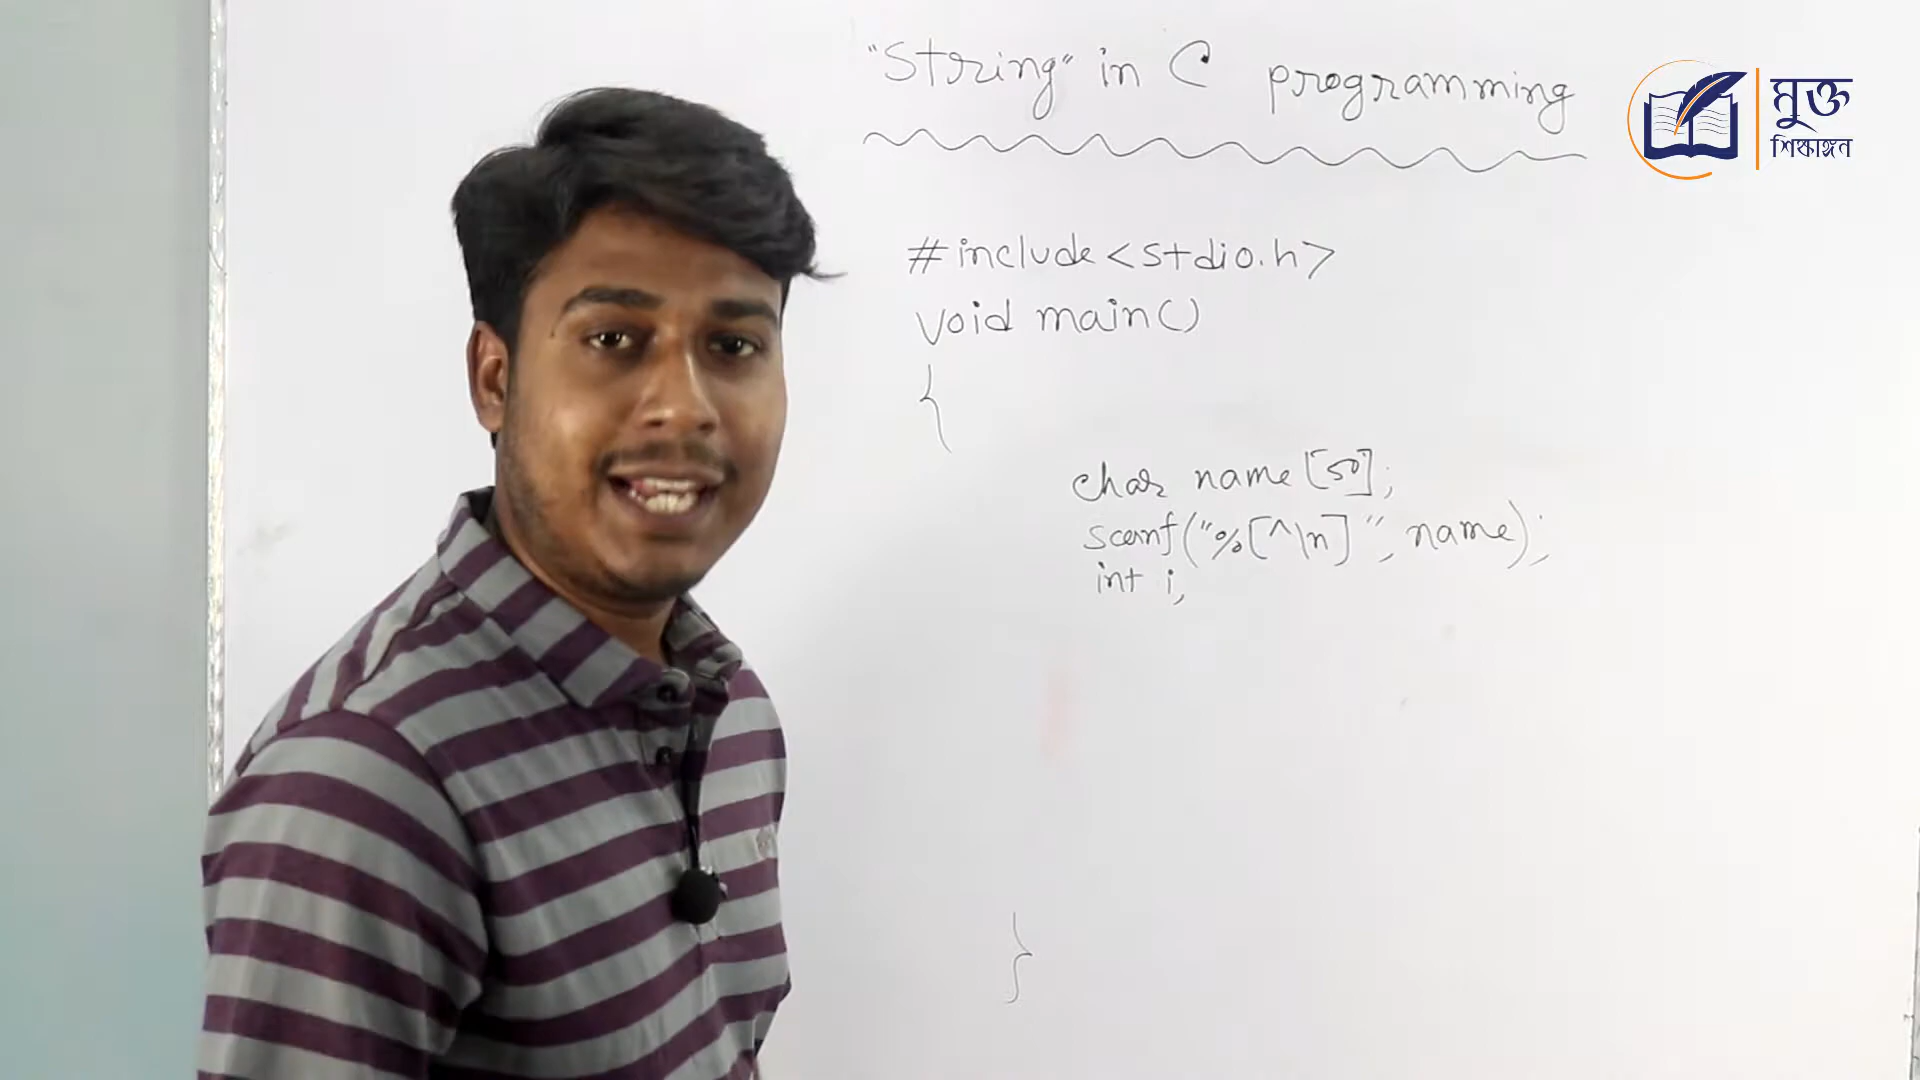 "String" in C programming
মুক্ত
শিক্ষাঙ্গন
#include<stdio.h>
void main()
{
char name[50];
scanf("%[^\n]", name);
int i;
}